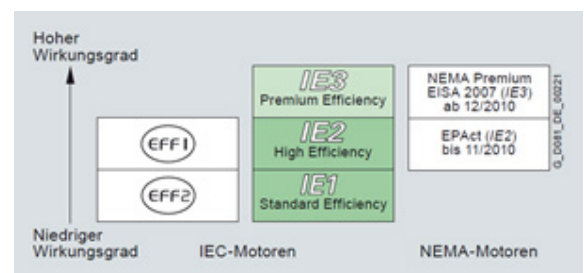 Hoher
Wirkungsgrad
IE3
Premium Efficiency
NEMA Premium
EISA 2007 (IE3)
ab 12/2010
EFF1
IE2
High Efficiency
EPAct (IE2)
bis 11/2010
EFF2
IE1
Standard Efficiency
Niedriger
Wirkungsgrad
IEC-Motoren
NEMA-Motoren
G_D081_DE_00221